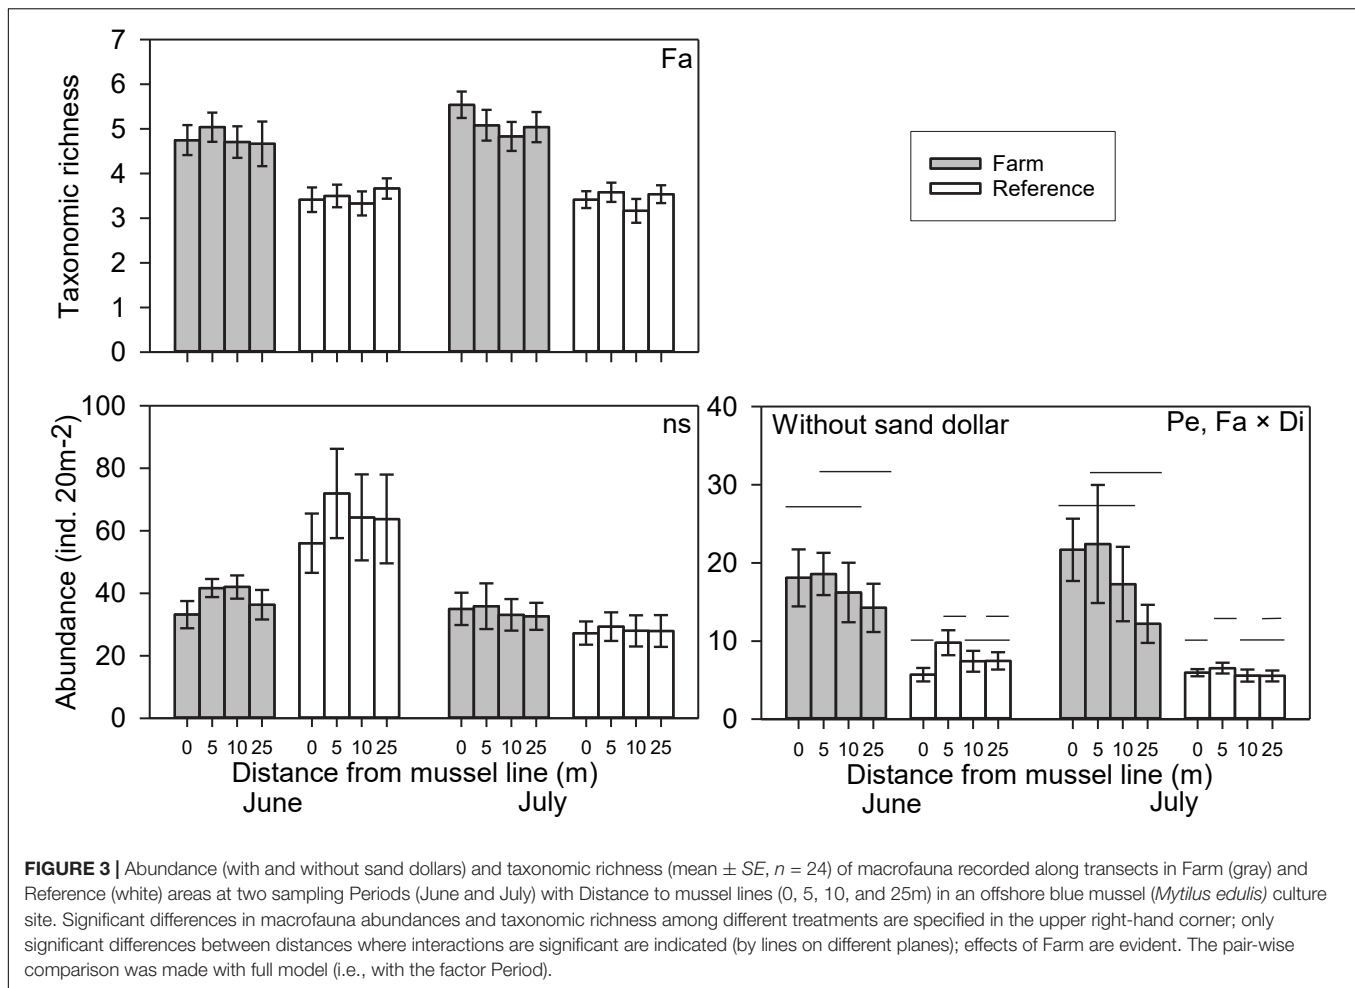 7
6
5
4
3
2
1
0
Taxonomic richness
Fa
Farm
Reference
100
80
60
40
20
0
Abundance (ind. 20m-2)
ns
0 5 10 25 0 5 10 25 0 5 10 25 0 5 10 25
Distance from mussel line (m)
June July
40
30
20
10
0
Without sand dollar
Pe, Fa × Di
0 5 10 25 0 5 10 25 0 5 10 25 0 5 10 25
Distance from mussel line (m)
June July
FIGURE 3 | Abundance (with and without sand dollars) and taxonomic richness (mean ± SE, n = 24) of macrofauna recorded along transects in Farm (gray) and
Reference (white) areas at two sampling Periods (June and July) with Distance to mussel lines (0, 5, 10, and 25m) in an offshore blue mussel (Mytilus edulis) culture
site. Significant differences in macrofauna abundances and taxonomic richness among different treatments are specified in the upper right-hand corner; only
significant differences between distances where interactions are significant are indicated (by lines on different planes); effects of Farm are evident. The pair-wise
comparison was made with full model (i.e., with the factor Period).